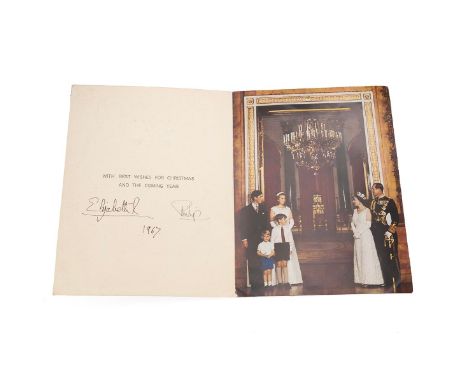 WITH BEST WISHES FOR CHRISTMAS
AND THE COMING YEAR
Elizabeth R
Philip
1967